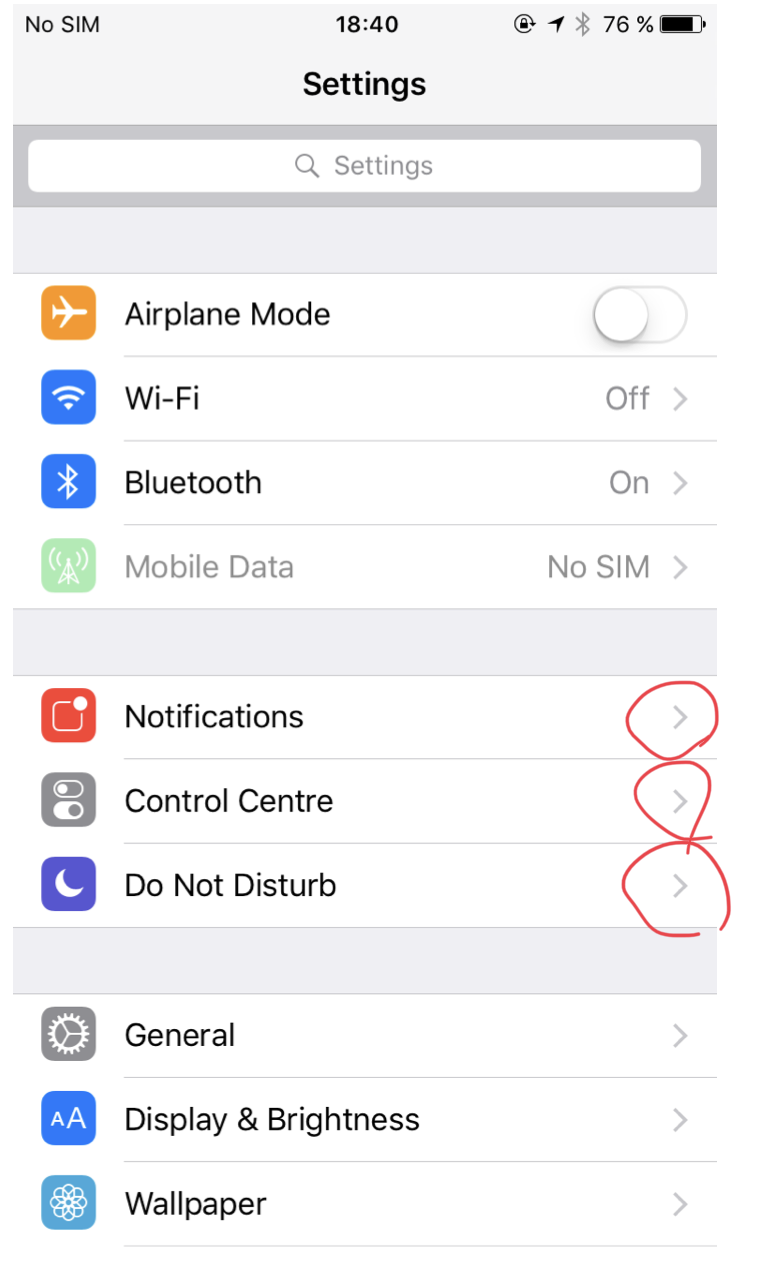 No SIM 18:40 76 %
Settings
Settings
Airplane Mode
Wi-Fi Off
Bluetooth On
Mobile Data No SIM
Notifications
Control Centre
Do Not Disturb
General
AA Display & Brightness
Wallpaper